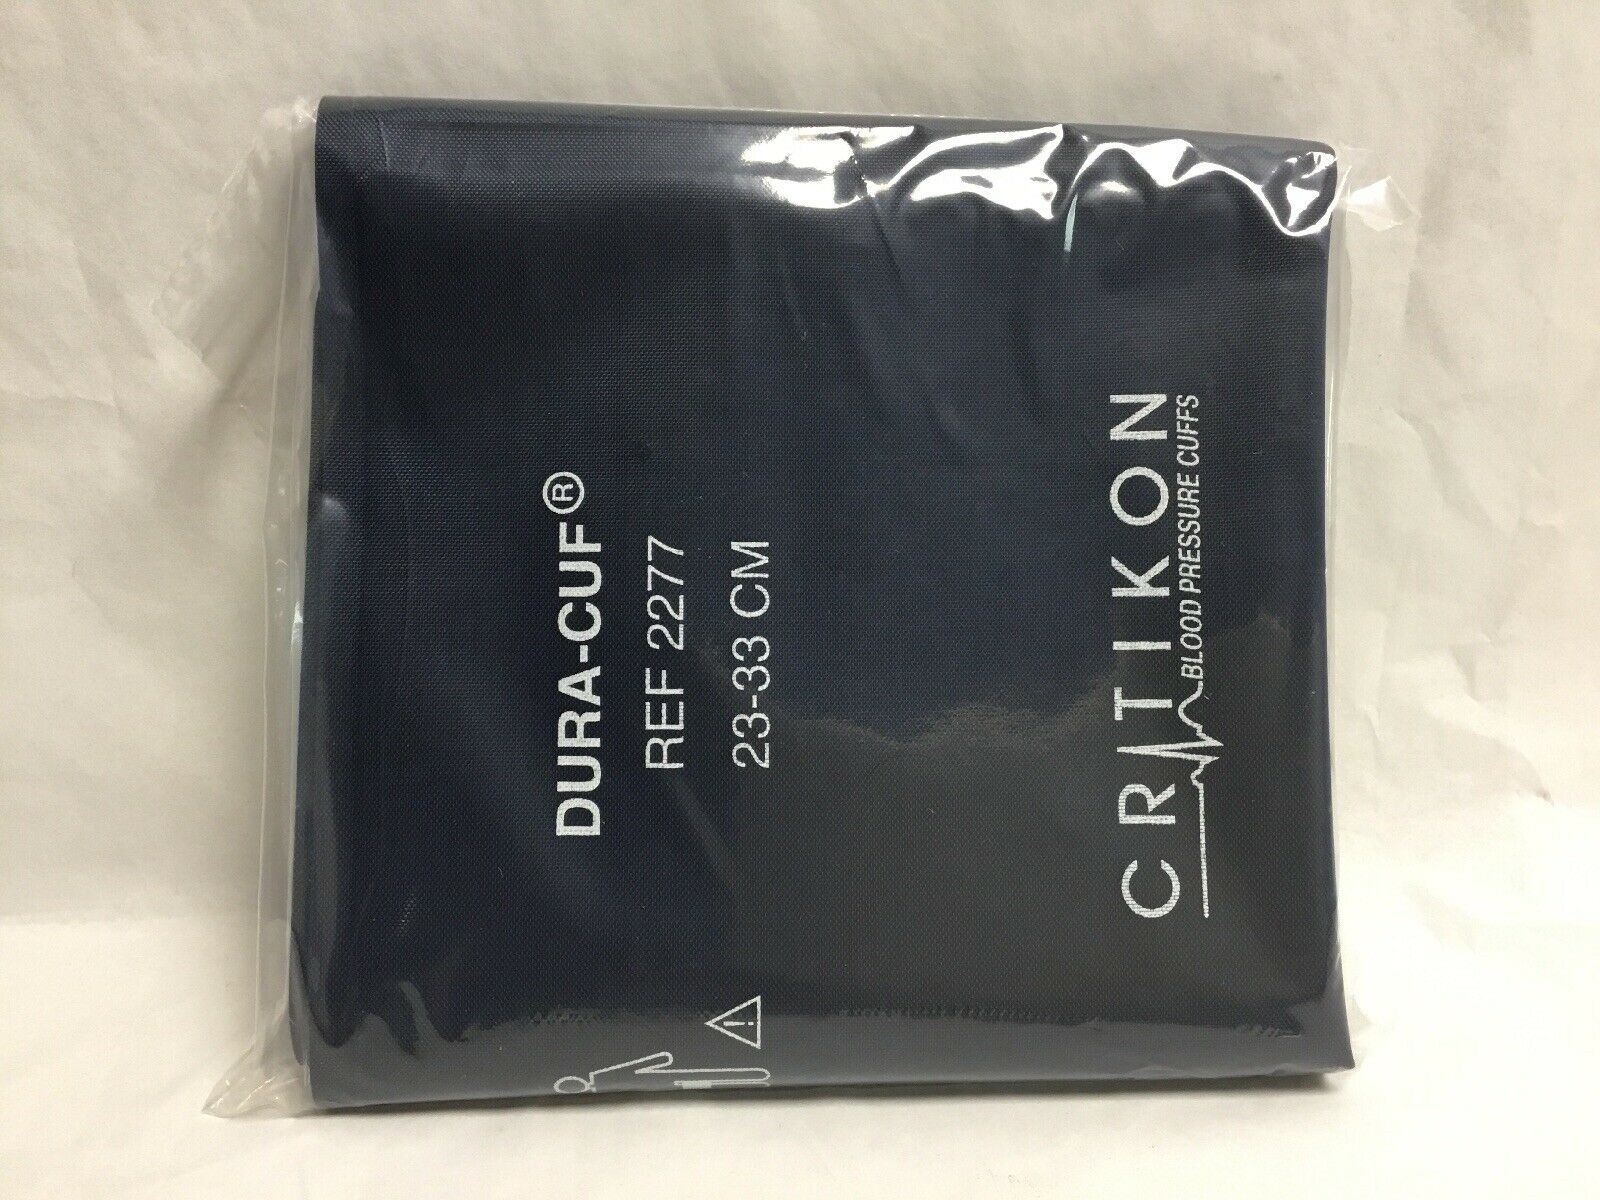 DURA-CUF®
REF 2277
23-33 CM
CRITIKON
BLOOD PRESSURE CUFFS